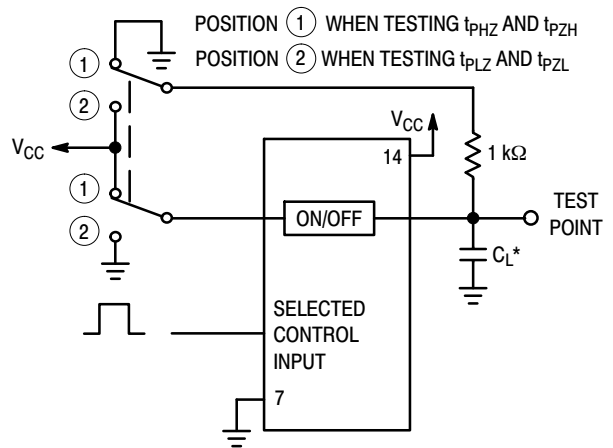 POSITION 1 WHEN TESTING tPHZ AND tPZH
POSITION 2 WHEN TESTING tPLZ AND tPZL
1
2
VCC
1
2
VCC
14
1 kΩ
ON/OFF
TEST
POINT
CL*
SELECTED
CONTROL
INPUT
7